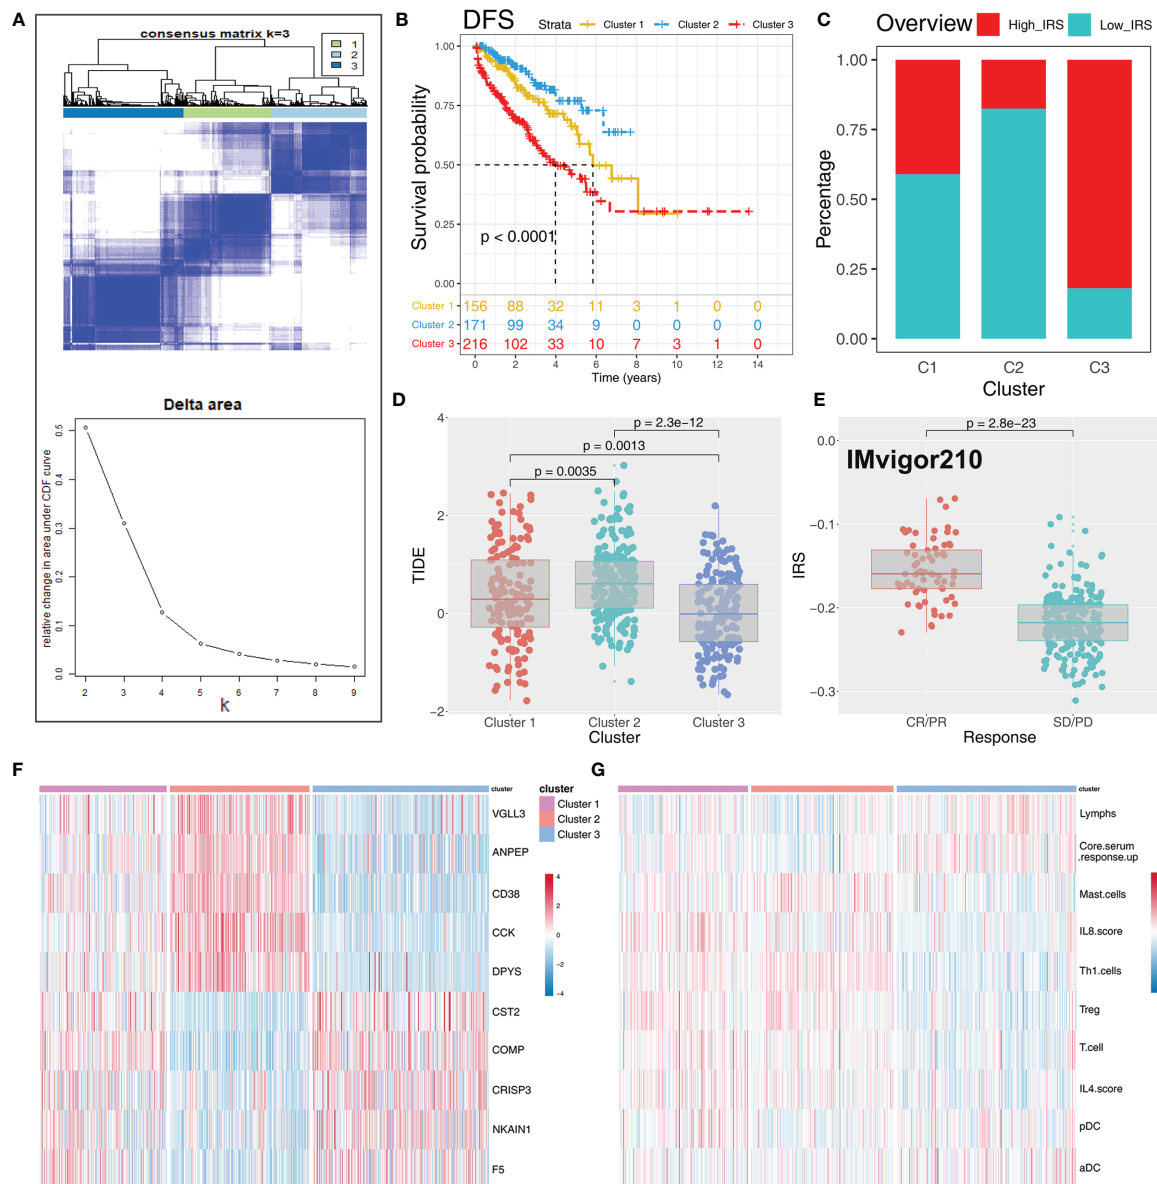 A
consensus matrix k=3
1
2
3
Delta area
relative change in area under CDF curve
0.5
0.4
0.3
0.2
0.1
0.0
2 3 4 5 6 7 8 9
k
B
DFS
Strata Cluster 1 Cluster 2 Cluster 3
Survival probability
1.00
0.75
0.50
0.25
0.00
p < 0.0001
Cluster 1 156 88 32 11 3 1 0 0
Cluster 2 171 99 34 9 0 0 0 0
Cluster 3 216 102 33 10 7 3 1 0
0 2 4 6 8 10 12 14
Time (years)
C
Overview High_IRS Low_IRS
Percentage
1.00
0.75
0.50
0.25
0.00
C1 C2 C3
Cluster
D
TIDE
4
2
0
−2
p = 2.3e−12
p = 0.0013
p = 0.0035
Cluster 1 Cluster 2 Cluster 3
Cluster
E
IMvigor210
p = 2.8e−23
IRS
0.0
−0.1
−0.2
−0.3
CR/PR SD/PD
Response
F
cluster
VGLL3
ANPEP
CD38
CCK
DPYS
CST2
COMP
CRISP3
NKAIN1
F5
cluster
Cluster 1
Cluster 2
Cluster 3
4
2
0
−2
−4
G
cluster
Lymphs
Core.serum
.response.up
Mast.cells
IL8.score
Th1.cells
Treg
T.cell
IL4.score
pDC
aDC